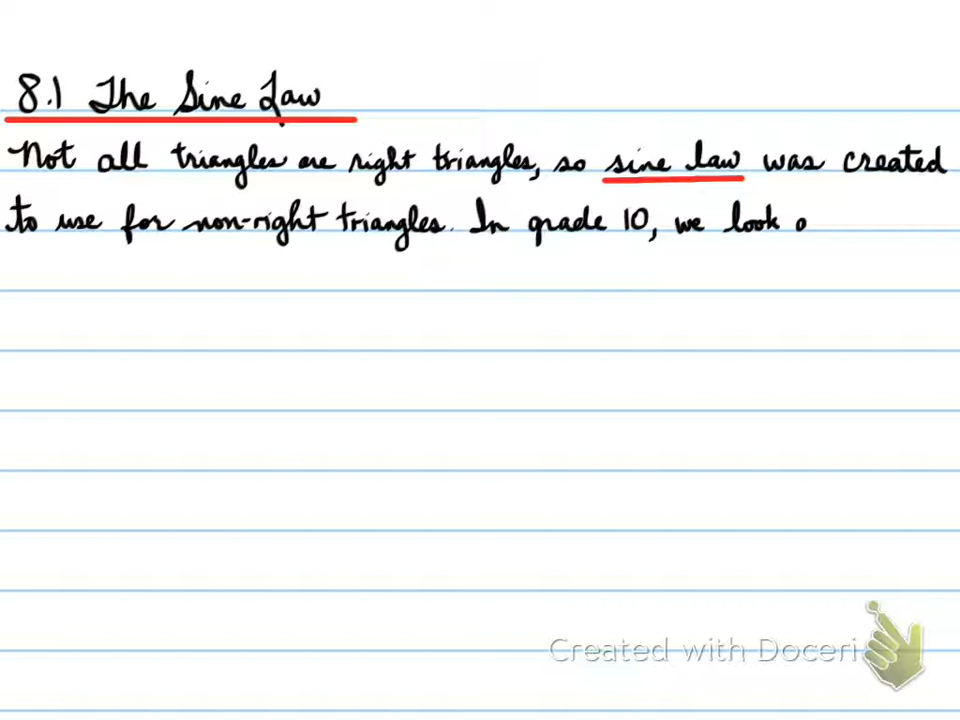 8.1 The Sine Law
Not all triangles are right triangles, so sine law was created
to use for non-right triangles. In grade 10, we look o
Created with Doceri